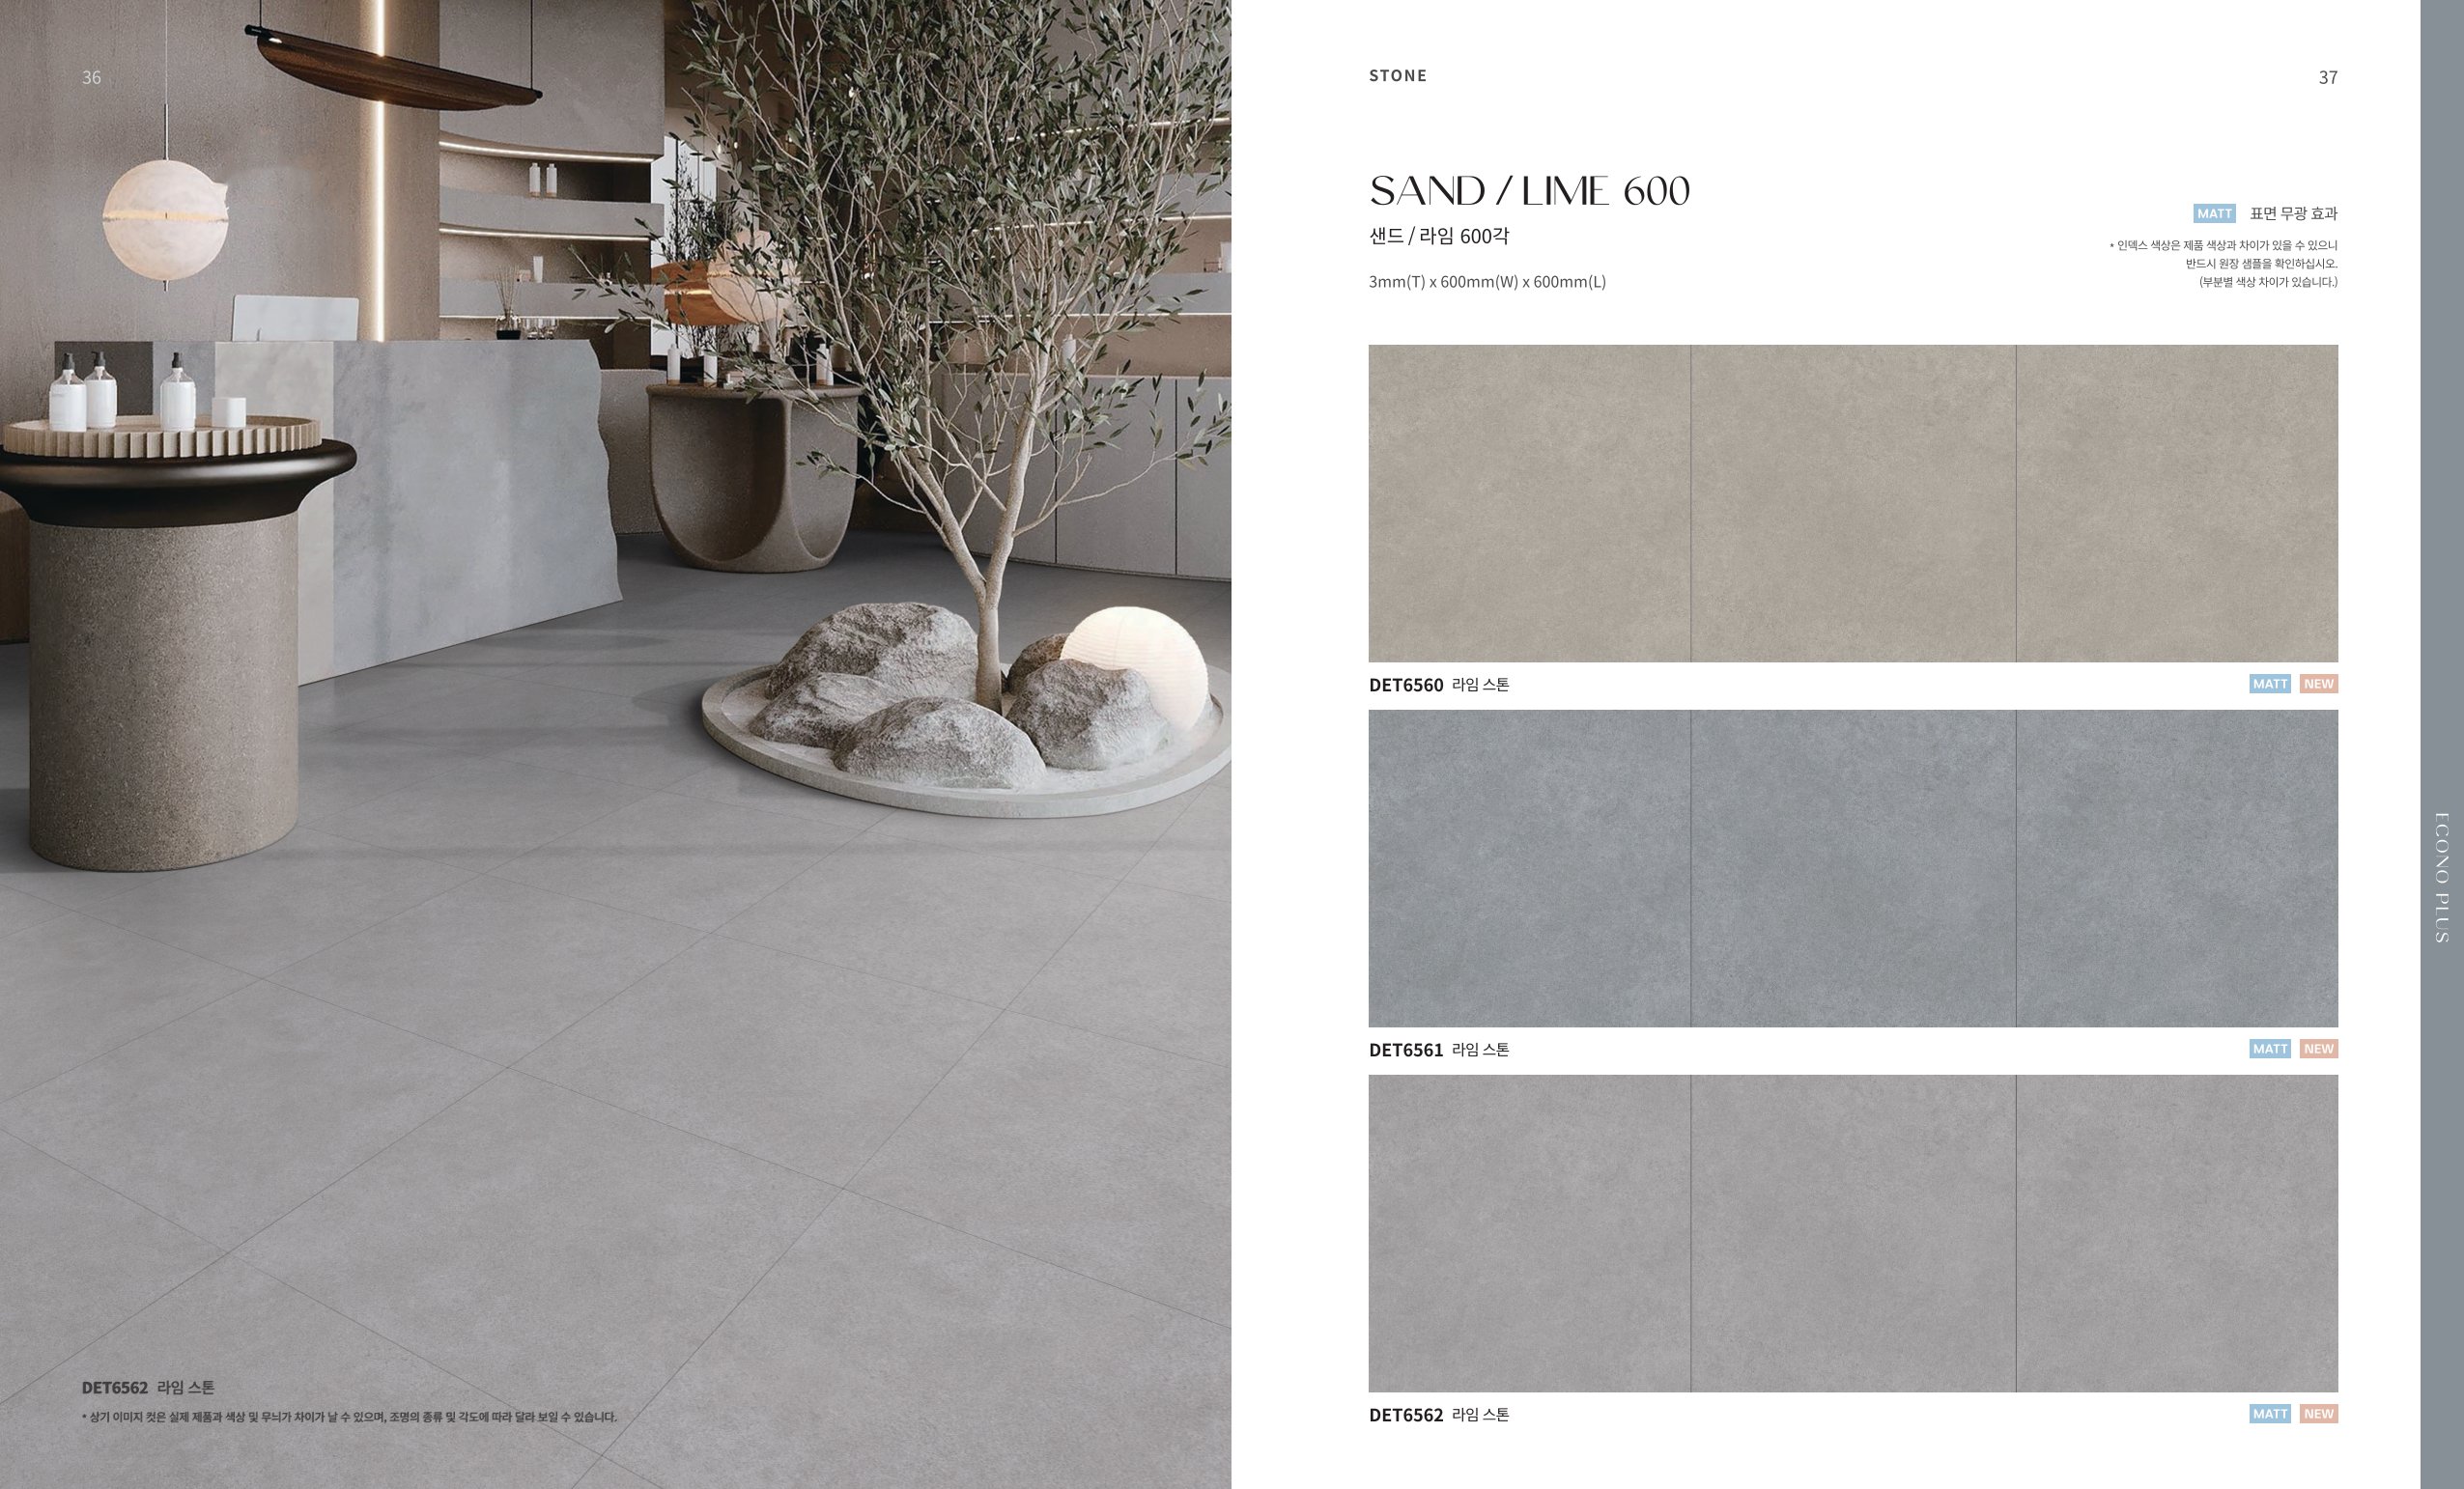 36
DET6562 라임 스톤
* 상기 이미지 컷은 실제 제품과 색상 및 무늬가 차이가 날 수 있으며, 조명의 종류 및 각도에 따라 달라 보일 수 있습니다.
STONE
37
SAND / LIME 600
샌드 / 라임 600각
3mm(T) x 600mm(W) x 600mm(L)
MATT 표면 무광 효과
* 인덱스 색상은 제품 색상과 차이가 있을 수 있으니
반드시 원장 샘플을 확인하십시오.
(부분별 색상 차이가 있습니다.)
DET6560 라임 스톤 MATT NEW
DET6561 라임 스톤 MATT NEW
DET6562 라임 스톤 MATT NEW
ECONO PLUS